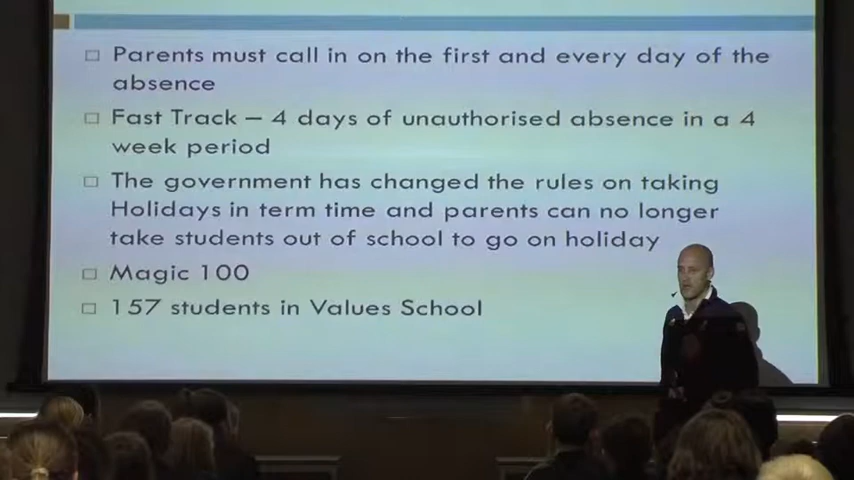 Parents must call in on the first and every day of the
absence
Fast Track – 4 days of unauthorised absence in a 4
week period
The government has changed the rules on taking
Holidays in term time and parents can no longer
take students out of school to go on holiday
Magic 100
157 students in Values School